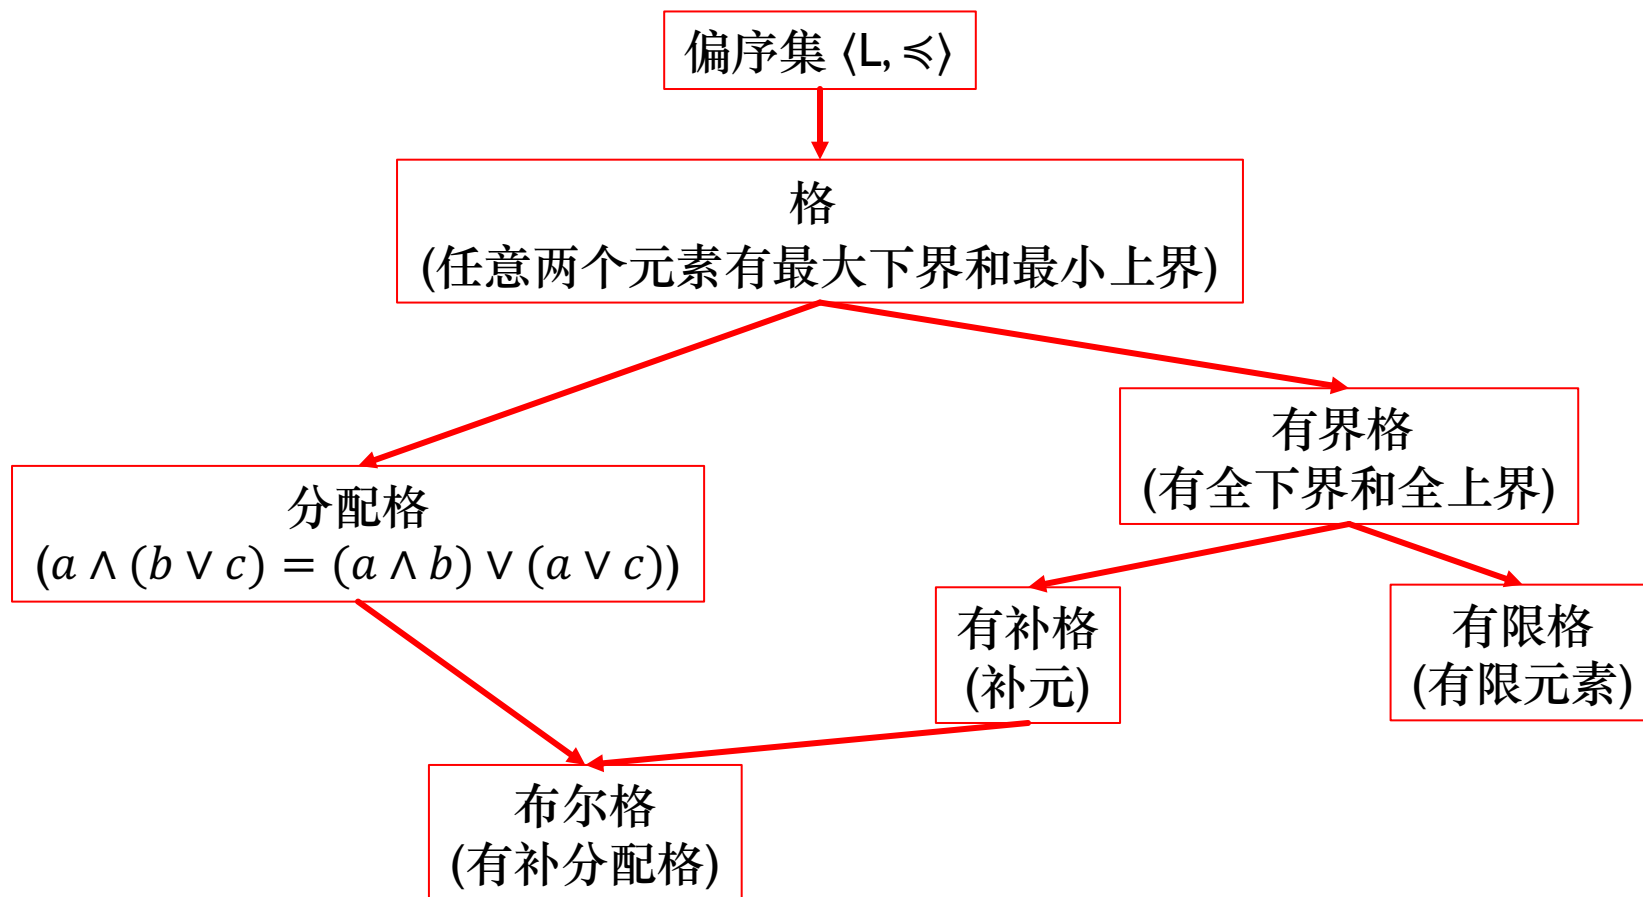 偏序集 ⟨L, ≼⟩
格
(任意两个元素有最大下界和最小上界)
有界格
(有全下界和全上界)
分配格
(a ∧ (b ∨ c) = (a ∧ b) ∨ (a ∨ c))
有补格
(补元)
有限格
(有限元素)
布尔格
(有补分配格)